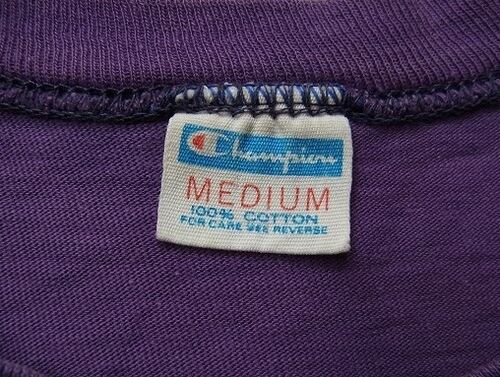 Champion
MEDIUM
100% COTTON
FOR CARE SEE REVERSE